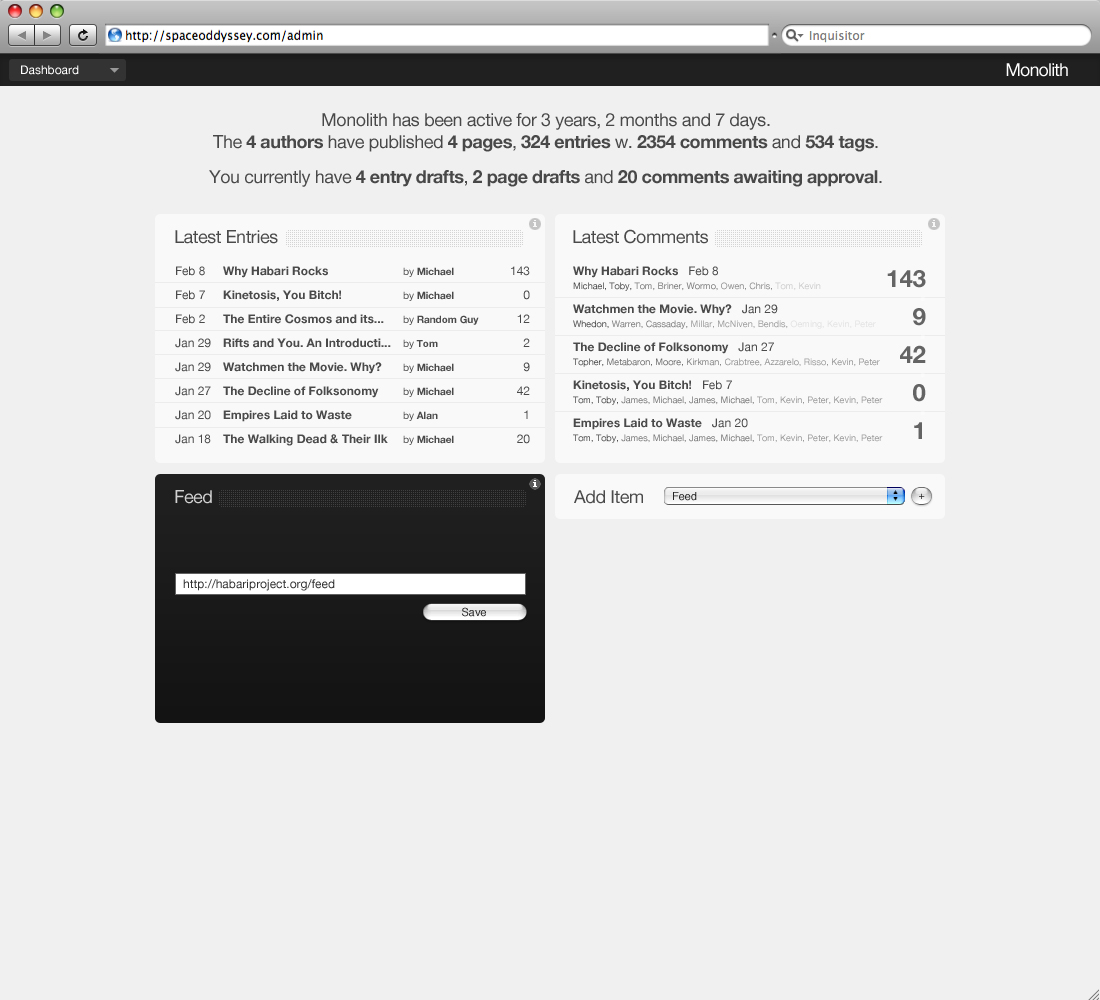 http://spaceoddyssey.com/admin
Inquisitor
Dashboard
Monolith
Monolith has been active for 3 years, 2 months and 7 days.
The 4 authors have published 4 pages, 324 entries w. 2354 comments and 534 tags.
You currently have 4 entry drafts, 2 page drafts and 20 comments awaiting approval.
Latest Entries
Feb 8 Why Habari Rocks by Michael 143
Feb 7 Kinetosis, You Bitch! by Michael 0
Feb 2 The Entire Cosmos and its... by Random Guy 12
Jan 29 Rifts and You. An Introducti... by Tom 2
Jan 29 Watchmen the Movie. Why? by Michael 9
Jan 27 The Decline of Folksonomy by Michael 42
Jan 20 Empires Laid to Waste by Alan 1
Jan 18 The Walking Dead & Their Ilk by Michael 20
Latest Comments
Why Habari Rocks Feb 8 143
Michael, Toby, Tom, Briner, Wormo, Owen, Chris, Tom, Kevin
Watchmen the Movie. Why? Jan 29 9
Whedon, Warren, Cassaday, Millar, McNiven, Bendis, Oeming, Kevin, Peter
The Decline of Folksonomy Jan 27 42
Topher, Metabaron, Moore, Kirkman, Crabtree, Azzarelo, Risso, Kevin, Peter
Kinetosis, You Bitch! Feb 7 0
Tom, Toby, James, Michael, James, Michael, Tom, Kevin, Peter, Kevin, Peter
Empires Laid to Waste Jan 20 1
Tom, Toby, James, Michael, James, Michael, Tom, Kevin, Peter, Kevin, Peter
Feed
http://habariproject.org/feed
Save
Add Item Feed +